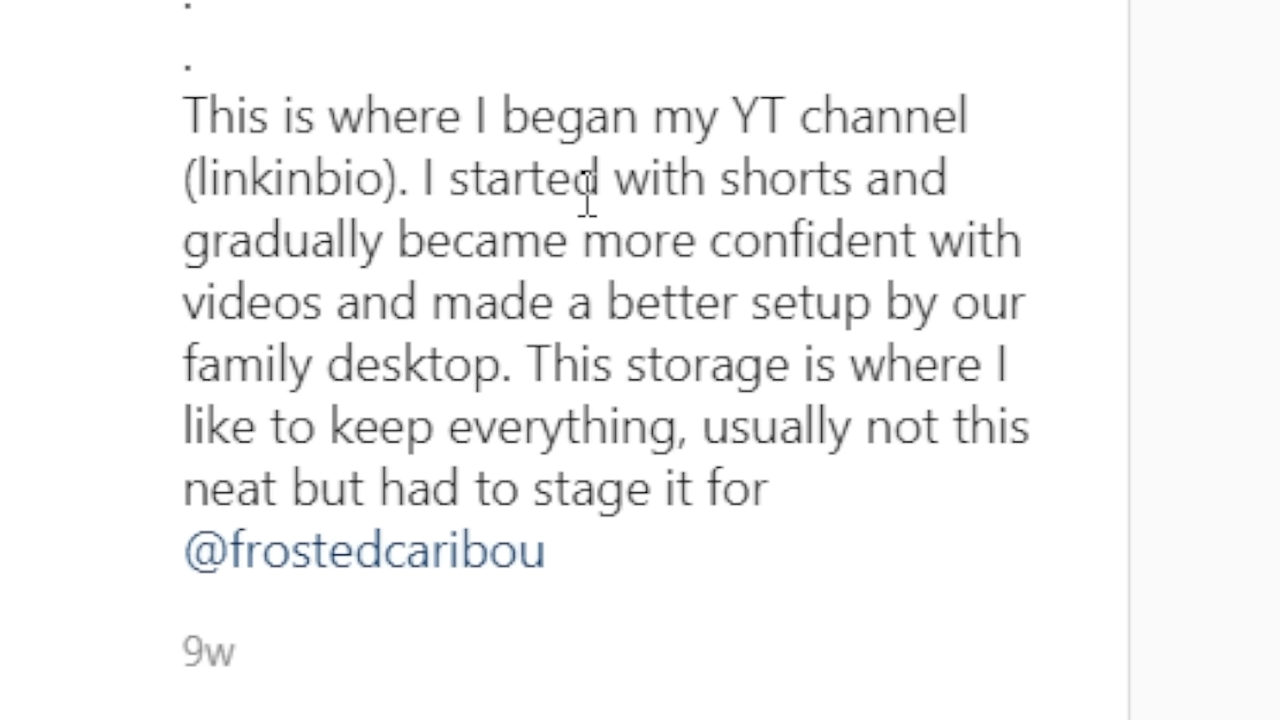 .
.
This is where I began my YT channel
(linkinbio). I started with shorts and
gradually became more confident with
videos and made a better setup by our
family desktop. This storage is where I
like to keep everything, usually not this
neat but had to stage it for
@frostedcaribou
9w